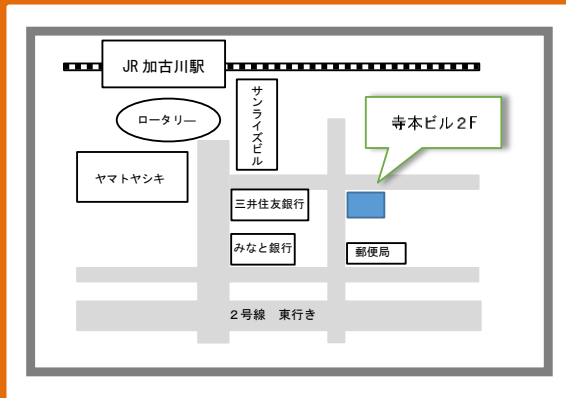 JR 加古川駅
サンライズビル
ロータリー
寺本ビル２F
ヤマトヤシキ
三井住友銀行
みなと銀行
郵便局
２号線　東行き